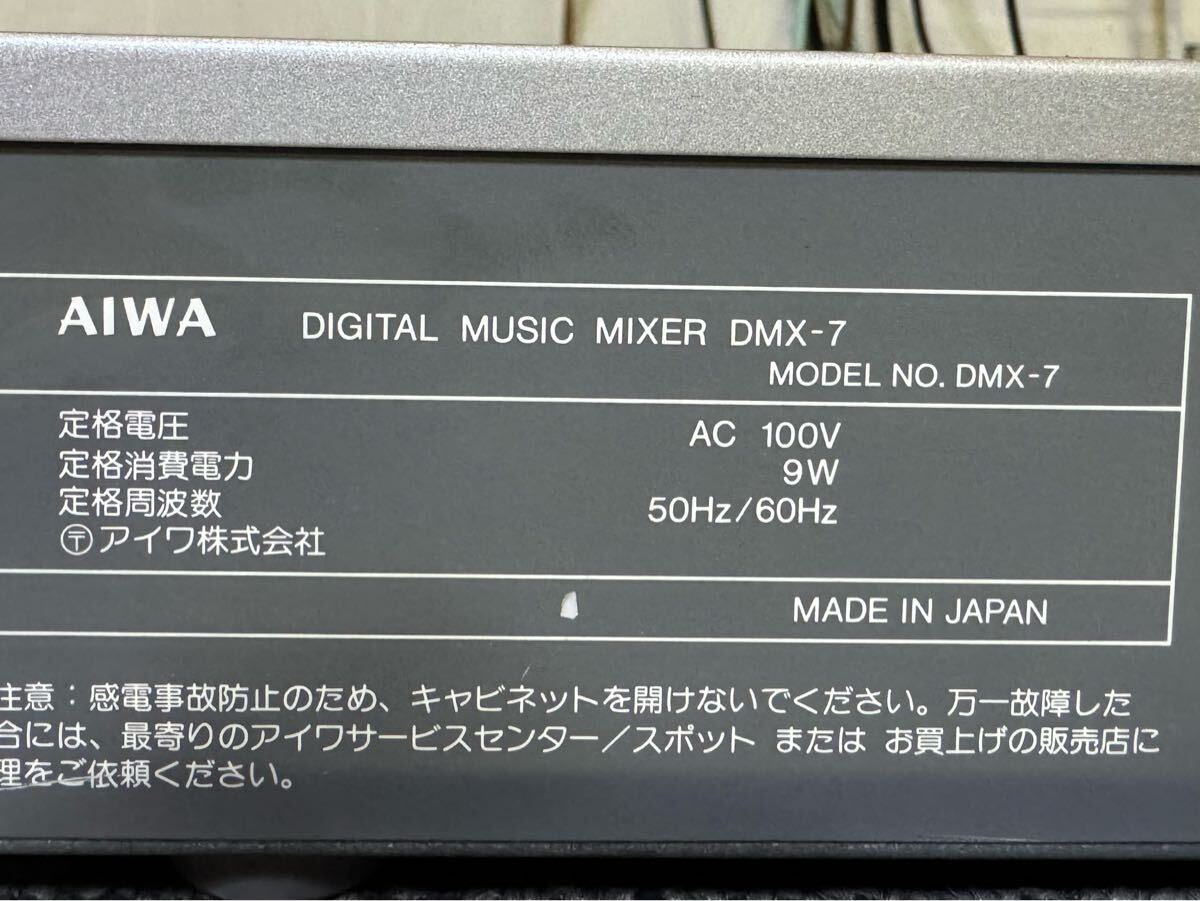 AIWA DIGITAL MUSIC MIXER DMX-7
MODEL NO. DMX-7
定格電圧 AC 100V
定格消費電力 9W
定格周波数 50Hz/60Hz
〶アイワ株式会社
MADE IN JAPAN
注意：感電事故防止のため、キャビネットを開けないでください。万一故障した
合には、最寄りのアイワサービスセンター／スポット または お買上げの販売店に
理をご依頼ください。